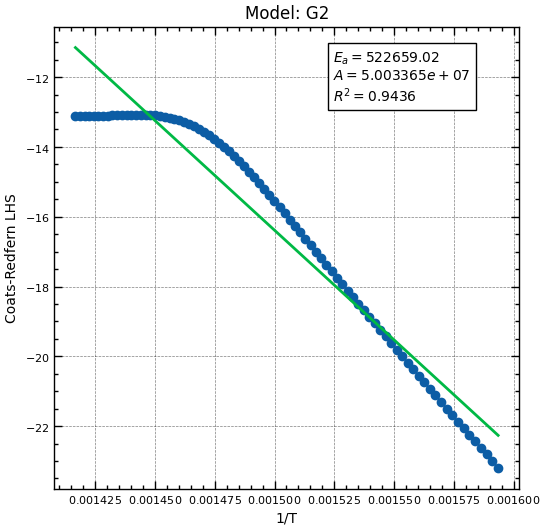 Model: G2
E_a = 522659.02
A = 5.003365e + 07
R^2 = 0.9436
Coats-Redfern LHS
−12
−14
−16
−18
−20
−22
0.001425 0.001450 0.001475 0.001500 0.001525 0.001550 0.001575 0.001600
1/T